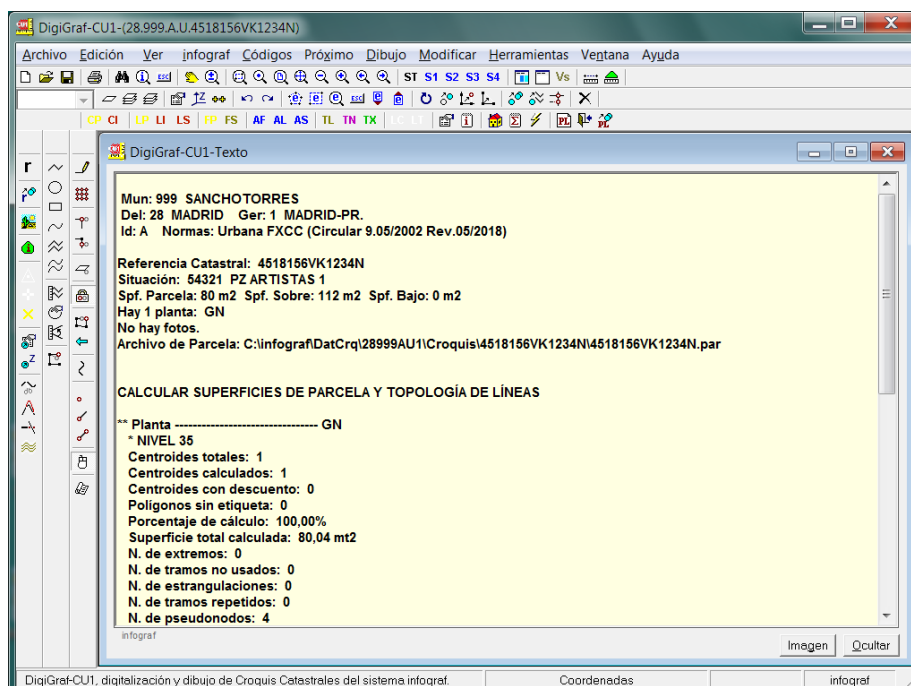 DigiGraf-CU1-(28.999.A.U.4518156VK1234N)
Archivo Edición Ver infograf Códigos Próximo Dibujo Modificar Herramientas Ventana Ayuda
ST S1 S2 S3 S4 Vs
CP CI LP LI LS FP FS AF AL AS TL TN TX LC LT PL PL
DigiGraf-CU1-Texto
Mun: 999 SANCHOTORRES
Del: 28 MADRID Ger: 1 MADRID-PR.
Id: A Normas: Urbana FXCC (Circular 9.05/2002 Rev.05/2018)
Referencia Catastral: 4518156VK1234N
Situación: 54321 PZ ARTISTAS 1
Spf. Parcela: 80 m2 Spf. Sobre: 112 m2 Spf. Bajo: 0 m2
Hay 1 planta: GN
No hay fotos.
Archivo de Parcela: C:\infograf\DatCrq\28999AU1\Croquis\4518156VK1234N\4518156VK1234N.par
CALCULAR SUPERFICIES DE PARCELA Y TOPOLOGÍA DE LÍNEAS
** Planta -------------------------------- GN
* NIVEL 35
Centroides totales: 1
Centroides calculados: 1
Centroides con descuento: 0
Polígonos sin etiqueta: 0
Porcentaje de cálculo: 100,00%
Superficie total calculada: 80,04 mt2
N. de extremos: 0
N. de tramos no usados: 0
N. de estrangulaciones: 0
N. de tramos repetidos: 0
N. de pseudonodos: 4
infograf
Imagen Ocultar
DigiGraf-CU1, digitalización y dibujo de Croquis Catastrales del sistema infograf. Coordenadas infograf